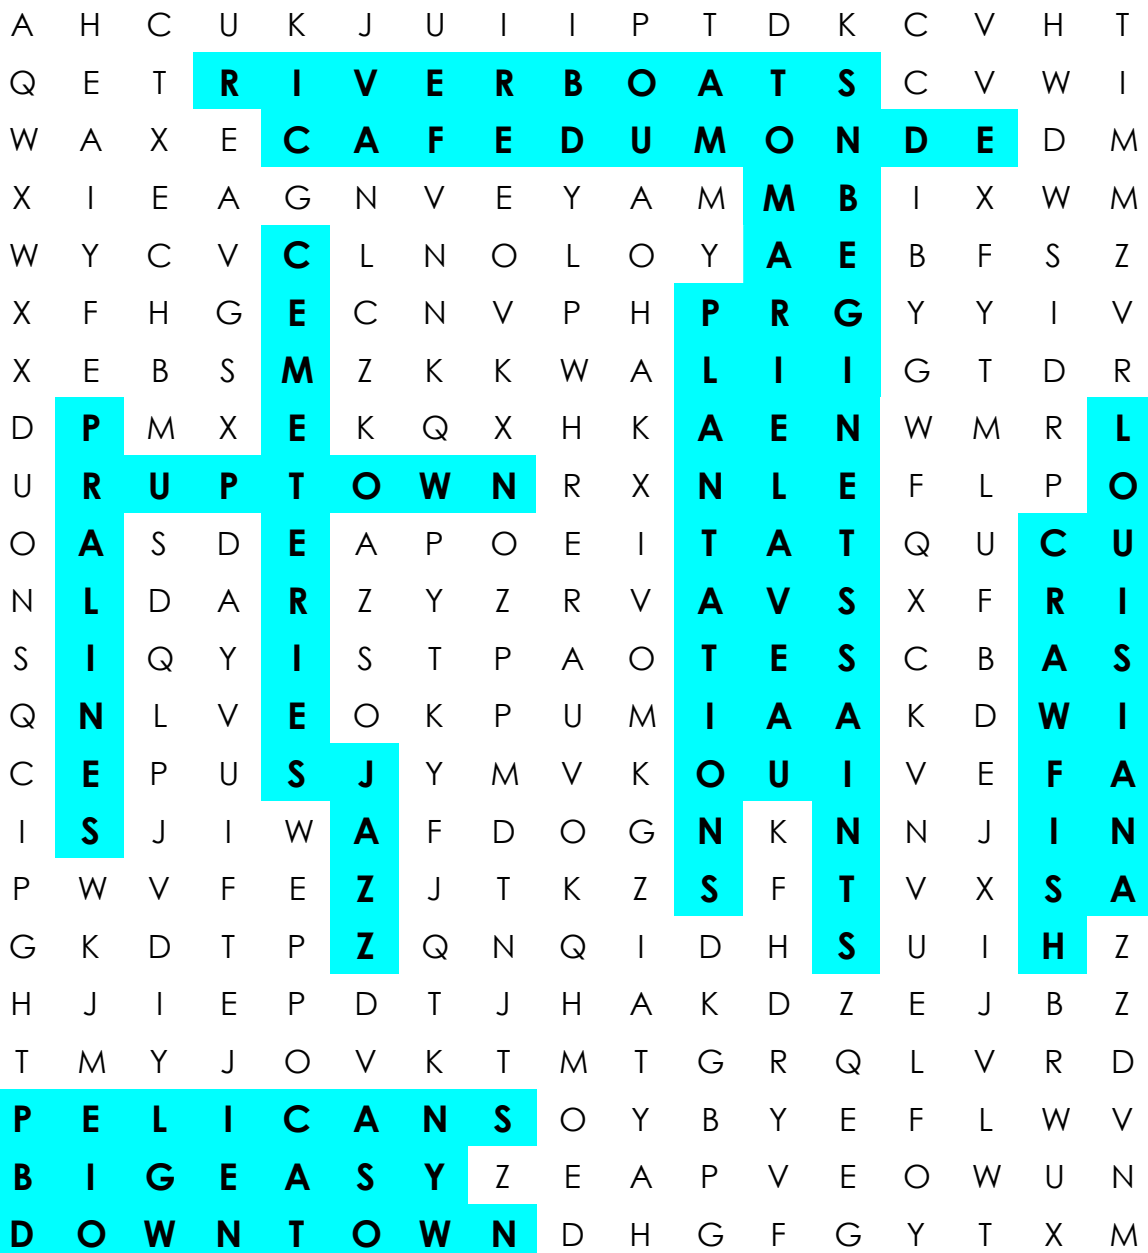 A H C U K J U I I P T D K C V H T
Q E T R I V E R B O A T S C V W I
W A X E C A F E D U M O N D E D M
X I E A G N V E Y A M M B I X W M
W Y C V C L N O L O Y A E B F S Z
X F H G E C N V P H P R G Y Y I V
X E B S M Z K K W A L I I G T D R
D P M X E K Q X H K A E N W M R L
U R U P T O W N R X N L E F L P O
O A S D E A P O E I T A T Q U C U
N L D A R Z Y Z R V A V S X F R I
S I Q Y I S T P A O T E S C B A S
Q N L V E O K P U M I A A K D W I
C E P U S J Y M V K O U I V E F A
I S J I W A F D O G N K N N J I N
P W V F E Z J T K Z S F T V X S A
G K D T P Z Q N Q I D H S U I H Z
H J I E P D T J H A K D Z E J B Z
T M Y J O V K T M T G R Q L V R D
P E L I C A N S O Y B Y E F L W V
B I G E A S Y Z E A P V E O W U N
D O W N T O W N D H G F G Y T X M